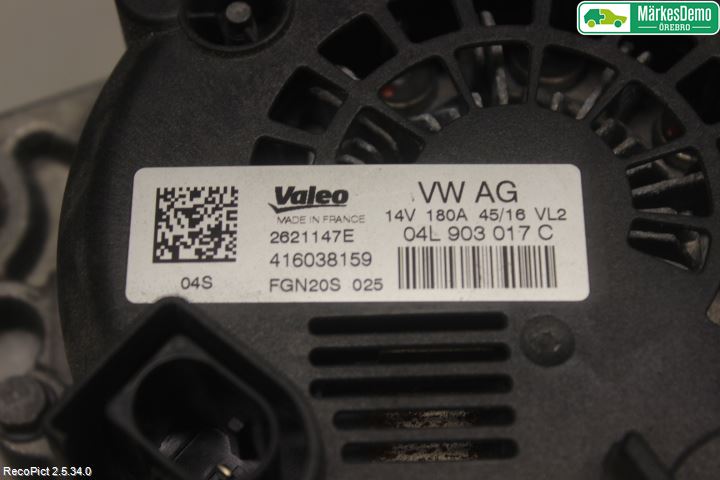 MärkesDemo
ÖREBRO
Valeo
MADE IN FRANCE
2621147E
416038159
FGN20S 025
04S
VW AG
14V 180A 45/16 VL2
04L 903 017 C
RecoPict 2.5.34.0